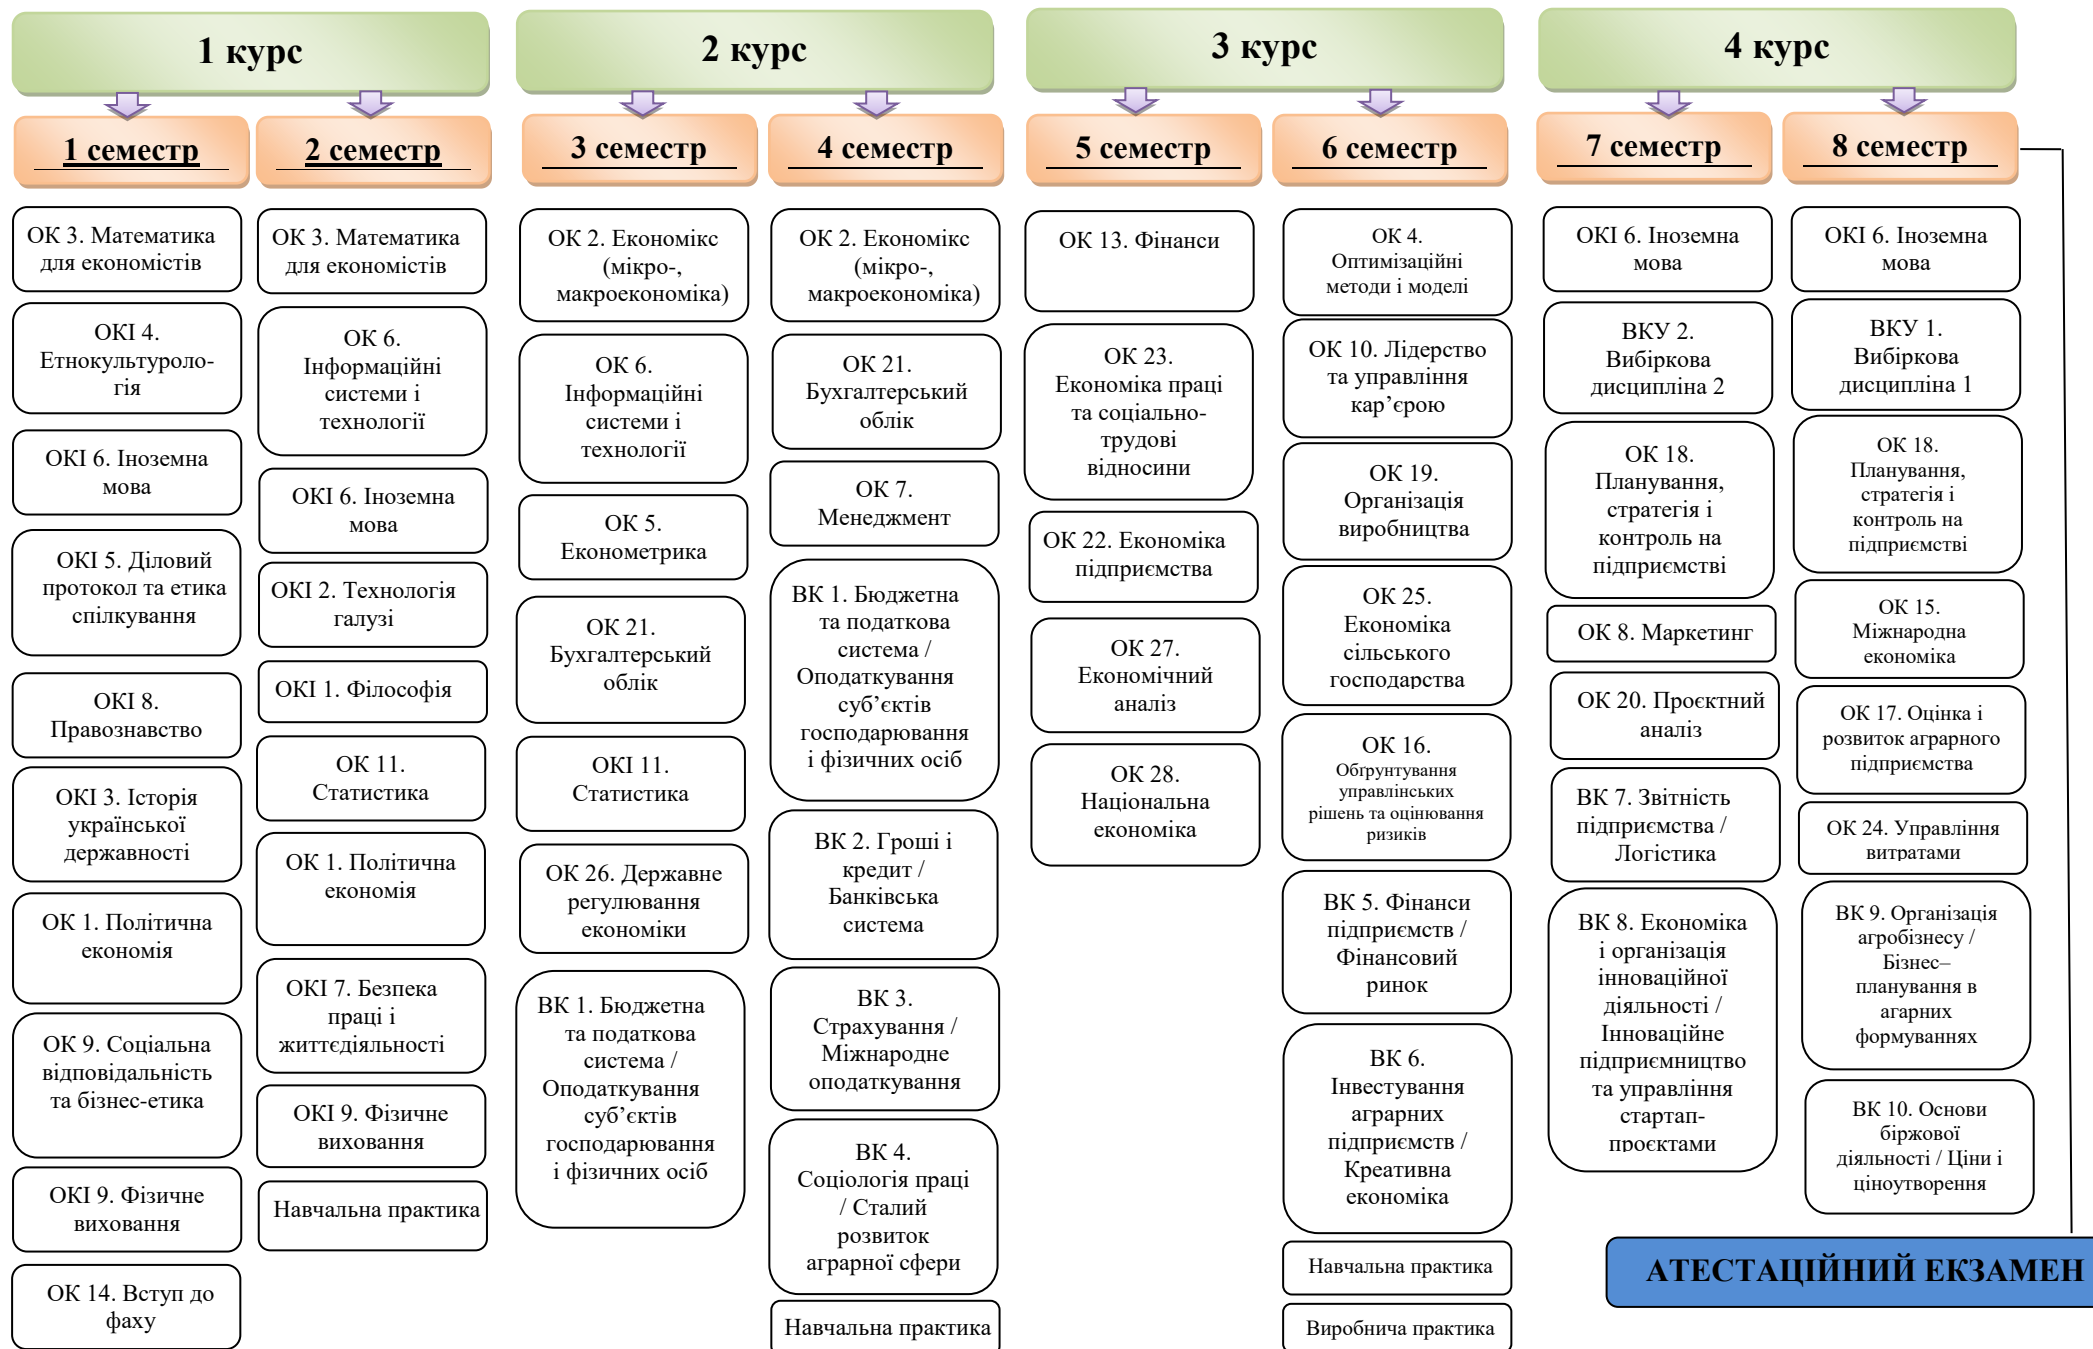 1 курс
2 курс
3 курс
4 курс
1 семестр
2 семестр
3 семестр
4 семестр
5 семестр
6 семестр
7 семестр
8 семестр
ОК 3. Математика
для економістів
ОКІ 4.
Етнокультуроло-
гія
ОКІ 6. Іноземна
мова
ОКІ 5. Діловий
протокол та етика
спілкування
ОКІ 8.
Правознавство
ОКІ 3. Історія
української
державності
ОК 1. Політична
економія
ОК 9. Соціальна
відповідальність
та бізнес-етика
ОКІ 9. Фізичне
виховання
ОК 14. Вступ до
фаху
ОК 3. Математика
для економістів
ОК 6.
Інформаційні
системи і
технології
ОКІ 6. Іноземна
мова
ОКІ 2. Технологія
галузі
ОКІ 1. Філософія
ОК 11.
Статистика
ОК 1. Політична
економія
ОКІ 7. Безпека
праці і
життєдіяльності
ОКІ 9. Фізичне
виховання
Навчальна практика
ОК 2. Економікс
(мікро-,
макроекономіка)
ОК 6.
Інформаційні
системи і
технології
ОК 5.
Економетрика
ОК 21.
Бухгалтерський
облік
ОКІ 11.
Статистика
ОК 26. Державне
регулювання
економіки
ВК 1. Бюджетна
та податкова
система /
Оподаткування
суб’єктів
господарювання
і фізичних осіб
ОК 2. Економікс
(мікро-,
макроекономіка)
ОК 21.
Бухгалтерський
облік
ОК 7.
Менеджмент
ВК 1. Бюджетна
та податкова
система /
Оподаткування
суб’єктів
господарювання
і фізичних осіб
ВК 2. Гроші і
кредит /
Банківська
система
ВК 3.
Страхування /
Міжнародне
оподаткування
ВК 4.
Соціологія праці
/ Сталий
розвиток
аграрної сфери
Навчальна практика
ОК 13. Фінанси
ОК 23.
Економіка праці
та соціально-
трудові
відносини
ОК 22. Економіка
підприємства
ОК 27.
Економічний
аналіз
ОК 28.
Національна
економіка
ОК 4.
Оптимізаційні
методи і моделі
ОК 10. Лідерство
та управління
кар’єрою
ОК 19.
Організація
виробництва
ОК 25.
Економіка
сільського
господарства
ОК 16.
Обґрунтування
управлінських
рішень та оцінювання
ризиків
ВК 5. Фінанси
підприємств /
Фінансовий
ринок
ВК 6.
Інвестування
аграрних
підприємств /
Креативна
економіка
Навчальна практика
Виробнича практика
ОКІ 6. Іноземна
мова
ВКУ 2.
Вибіркова
дисципліна 2
ОК 18.
Планування,
стратегія і
контроль на
підприємстві
ОК 8. Маркетинг
ОК 20. Проєктний
аналіз
ВК 7. Звітність
підприємства /
Логістика
ВК 8. Економіка
і організація
інноваційної
діяльності /
Інноваційне
підприємництво
та управління
стартап-
проєктами
ОКІ 6. Іноземна
мова
ВКУ 1.
Вибіркова
дисципліна 1
ОК 18.
Планування,
стратегія і
контроль на
підприємстві
ОК 15.
Міжнародна
економіка
ОК 17. Оцінка і
розвиток аграрного
підприємства
ОК 24. Управління
витратами
ВК 9. Організація
агробізнесу /
Бізнес–
планування в
агарних
формуваннях
ВК 10. Основи
біржової
діяльності / Ціни і
ціноутворення
АТЕСТАЦІЙНИЙ ЕКЗАМЕН